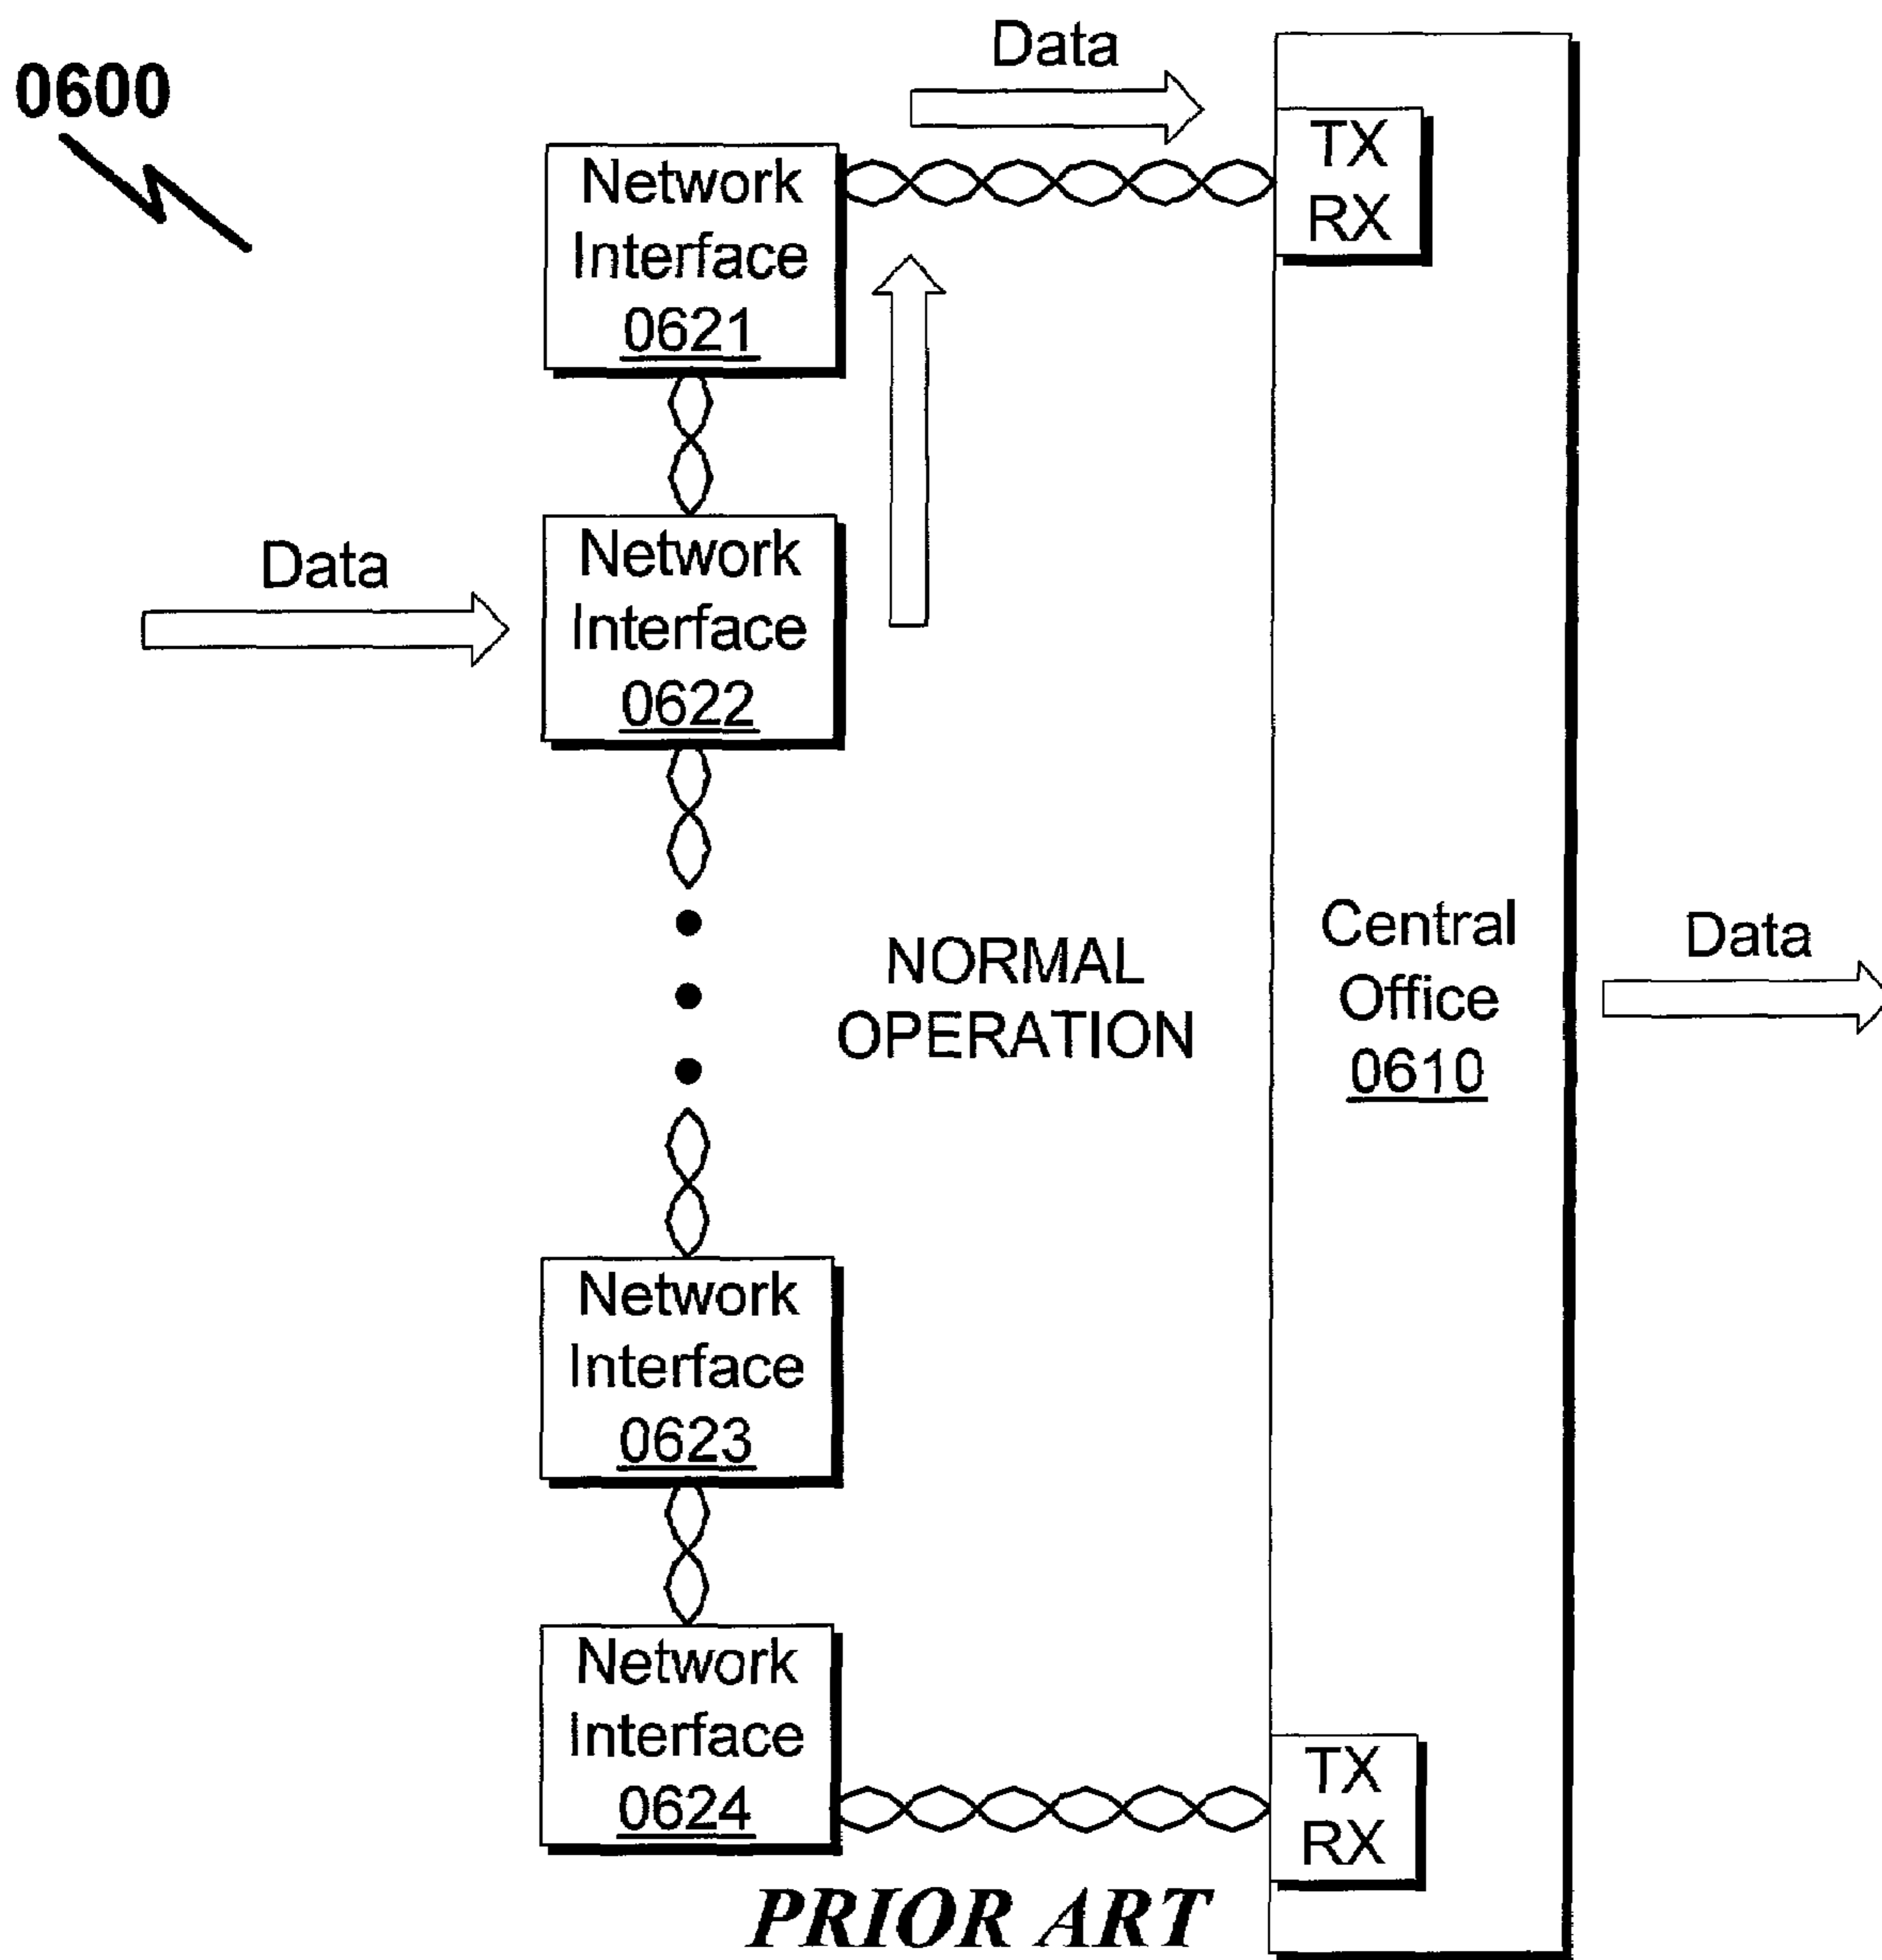 0600
Data
TX
RX
Network
Interface
0621
Data
Network
Interface
0622
NORMAL
OPERATION
Central
Office
0610
Data
Network
Interface
0623
Network
Interface
0624
TX
RX
PRIOR ART